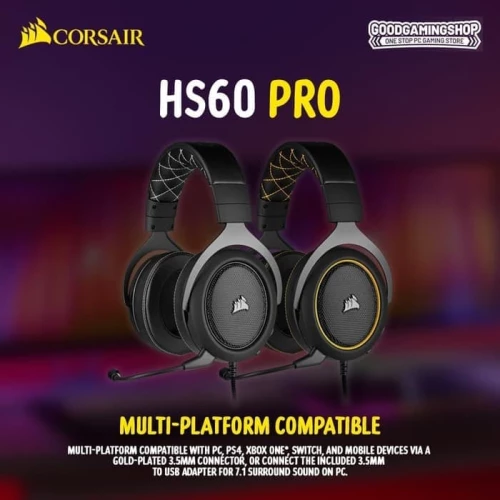 CORSAIR
GOODGAMINGSHOP
ONE STOP PC GAMING STORE
HS60 PRO
MULTI-PLATFORM COMPATIBLE
MULTI-PLATFORM COMPATIBLE WITH PC, PS4, XBOX ONE*, SWITCH, AND MOBILE DEVICES VIA A
GOLD-PLATED 3.5MM CONNECTOR, OR CONNECT THE INCLUDED 3.5MM
TO USB ADAPTER FOR 7.1 SURROUND SOUND ON PC.